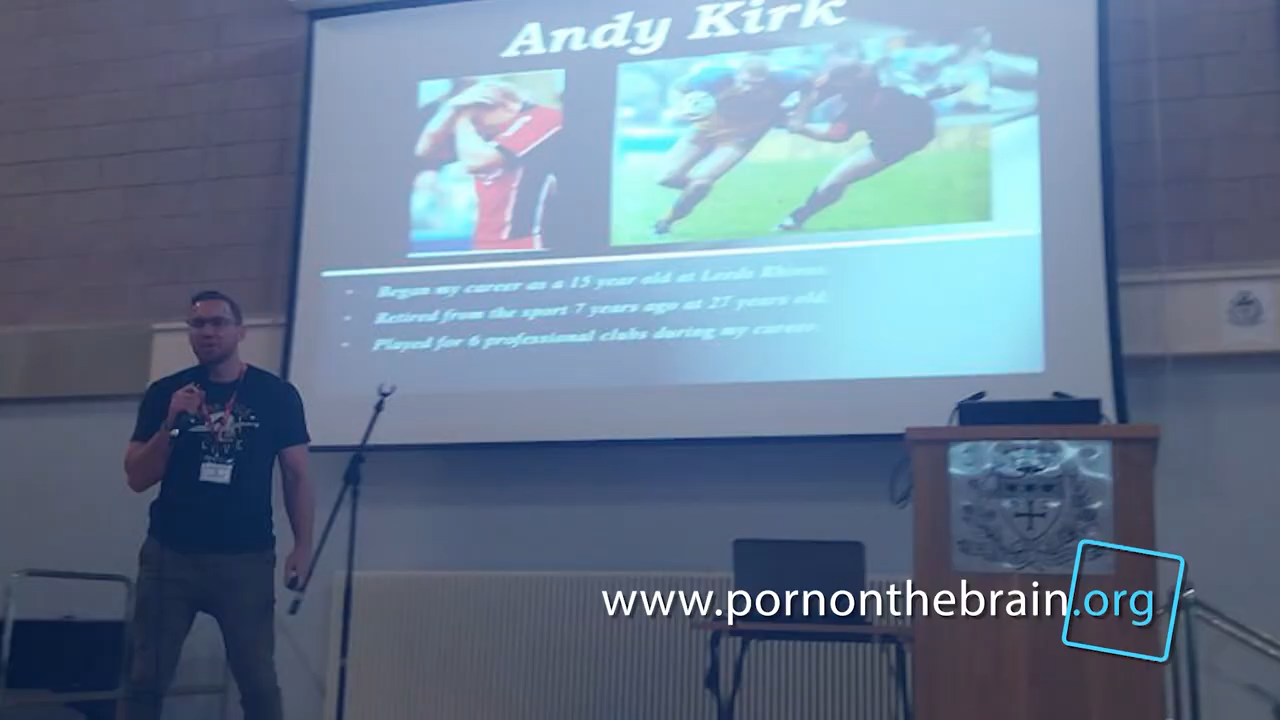 Andy Kirk
- Began my career as a 15 year old at Leeds Rhinos.
- Retired from the sport 7 years ago at 27 years old.
- Played for 6 professional clubs during my career.
LIVE
www.pornonthebrain.org